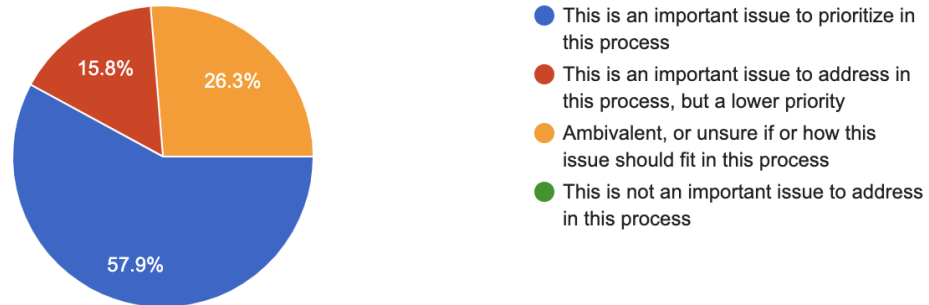 15.8%
26.3%
57.9%
This is an important issue to prioritize in
this process
This is an important issue to address in
this process, but a lower priority
Ambivalent, or unsure if or how this
issue should fit in this process
This is not an important issue to address
in this process